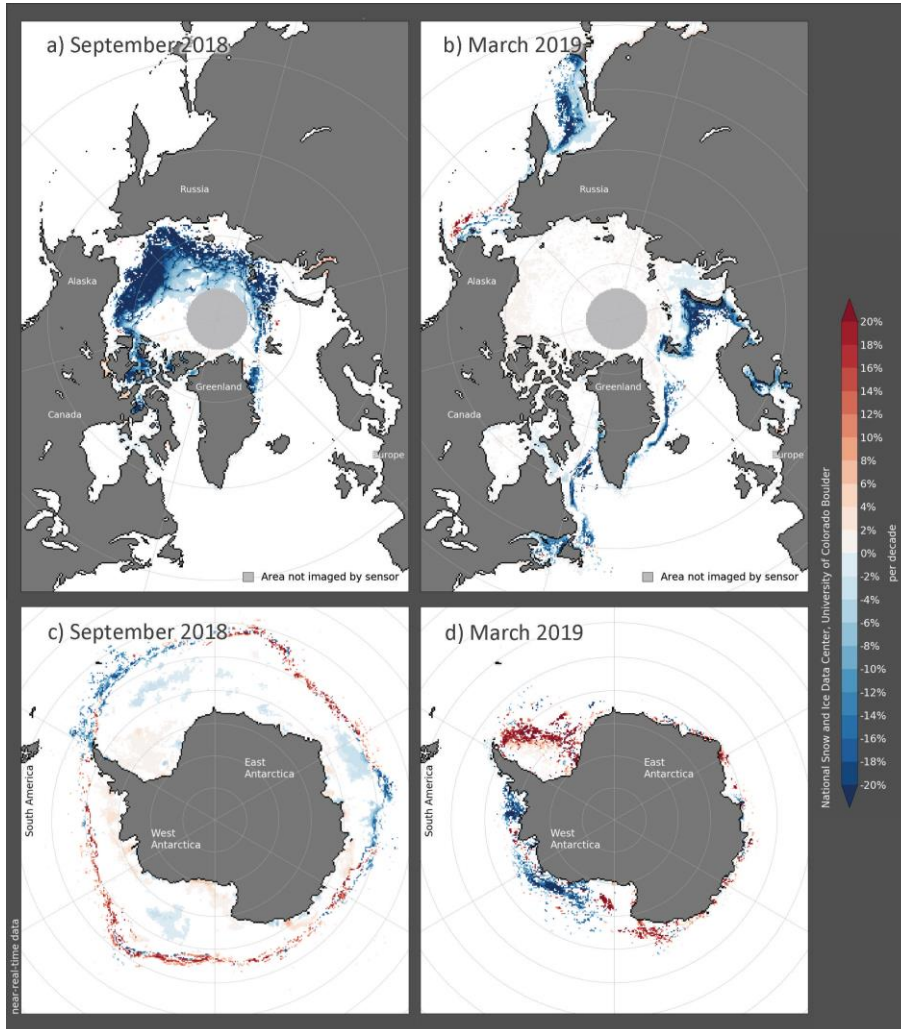 a) September 2018
Russia
Alaska
Greenland
Canada
Europe
Area not imaged by sensor
b) March 2019
Russia
Alaska
Greenland
Canada
Europe
Area not imaged by sensor
c) September 2018
South America
East
Antarctica
West
Antarctica
near-real-time data
d) March 2019
South America
East
Antarctica
West
Antarctica
National Snow and Ice Data Center, University of Colorado Boulder
20%
18%
16%
14%
12%
10%
8%
6%
4%
2%
0%
-2%
-4%
-6%
-8%
-10%
-12%
-14%
-16%
-18%
-20%
per decade